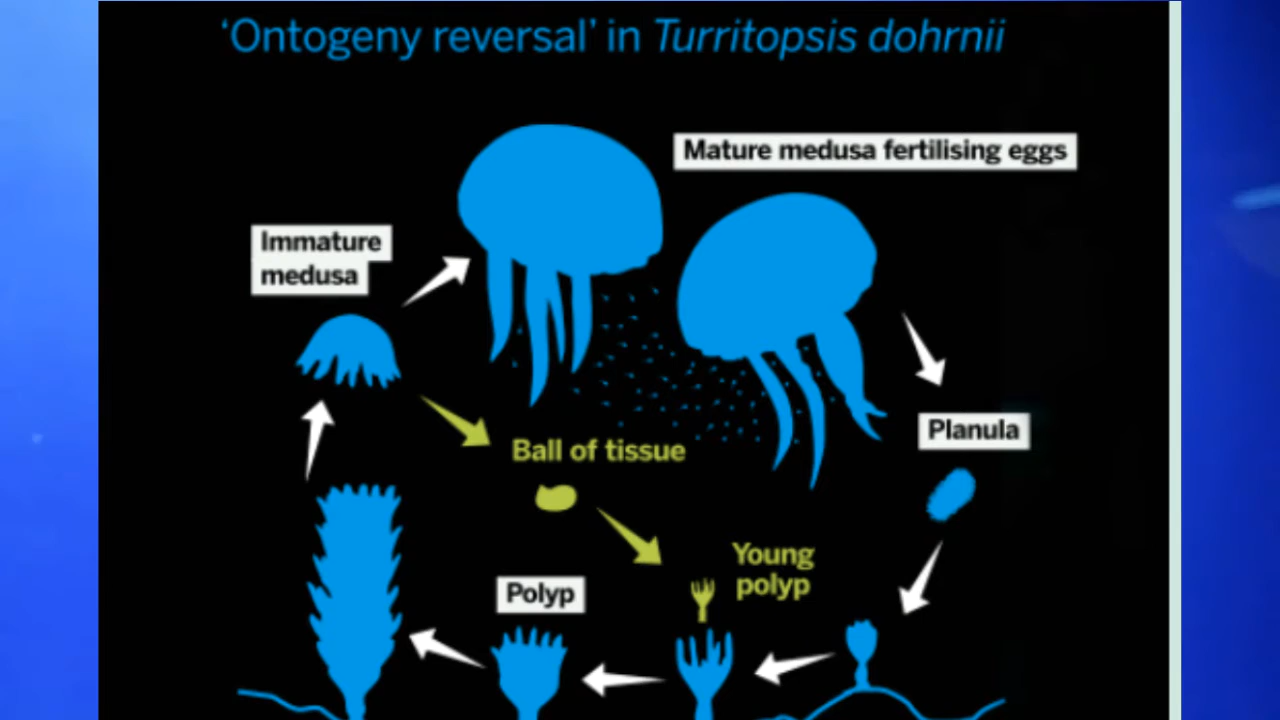 ‘Ontogeny reversal’ in Turritopsis dohrnii
Mature medusa fertilising eggs
Immature
medusa
Planula
Ball of tissue
Young
polyp
Polyp